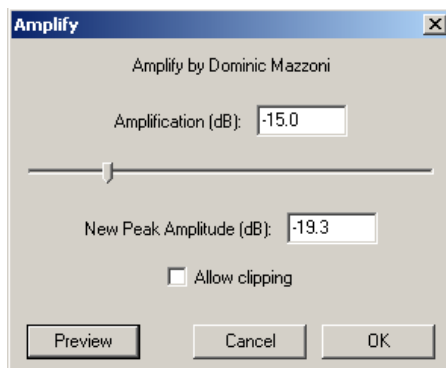 Amplify
Amplify by Dominic Mazzoni
Amplification (dB): -15.0
New Peak Amplitude (dB): -19.3
Allow clipping
Preview Cancel OK